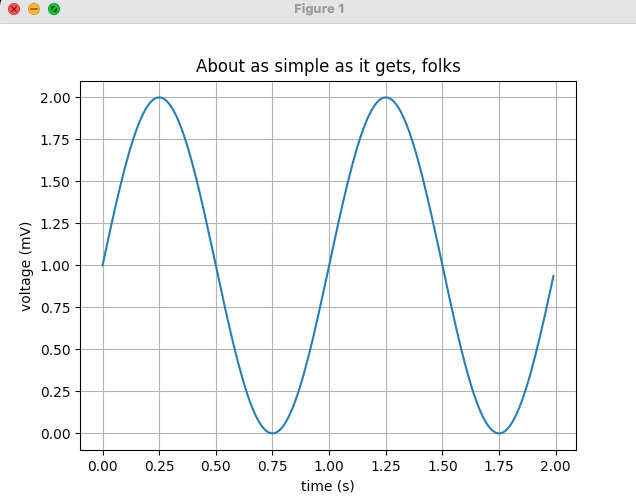 Figure 1
About as simple as it gets, folks
2.00
1.75
1.50
1.25
1.00
0.75
0.50
0.25
0.00
voltage (mV)
0.00 0.25 0.50 0.75 1.00 1.25 1.50 1.75 2.00
time (s)